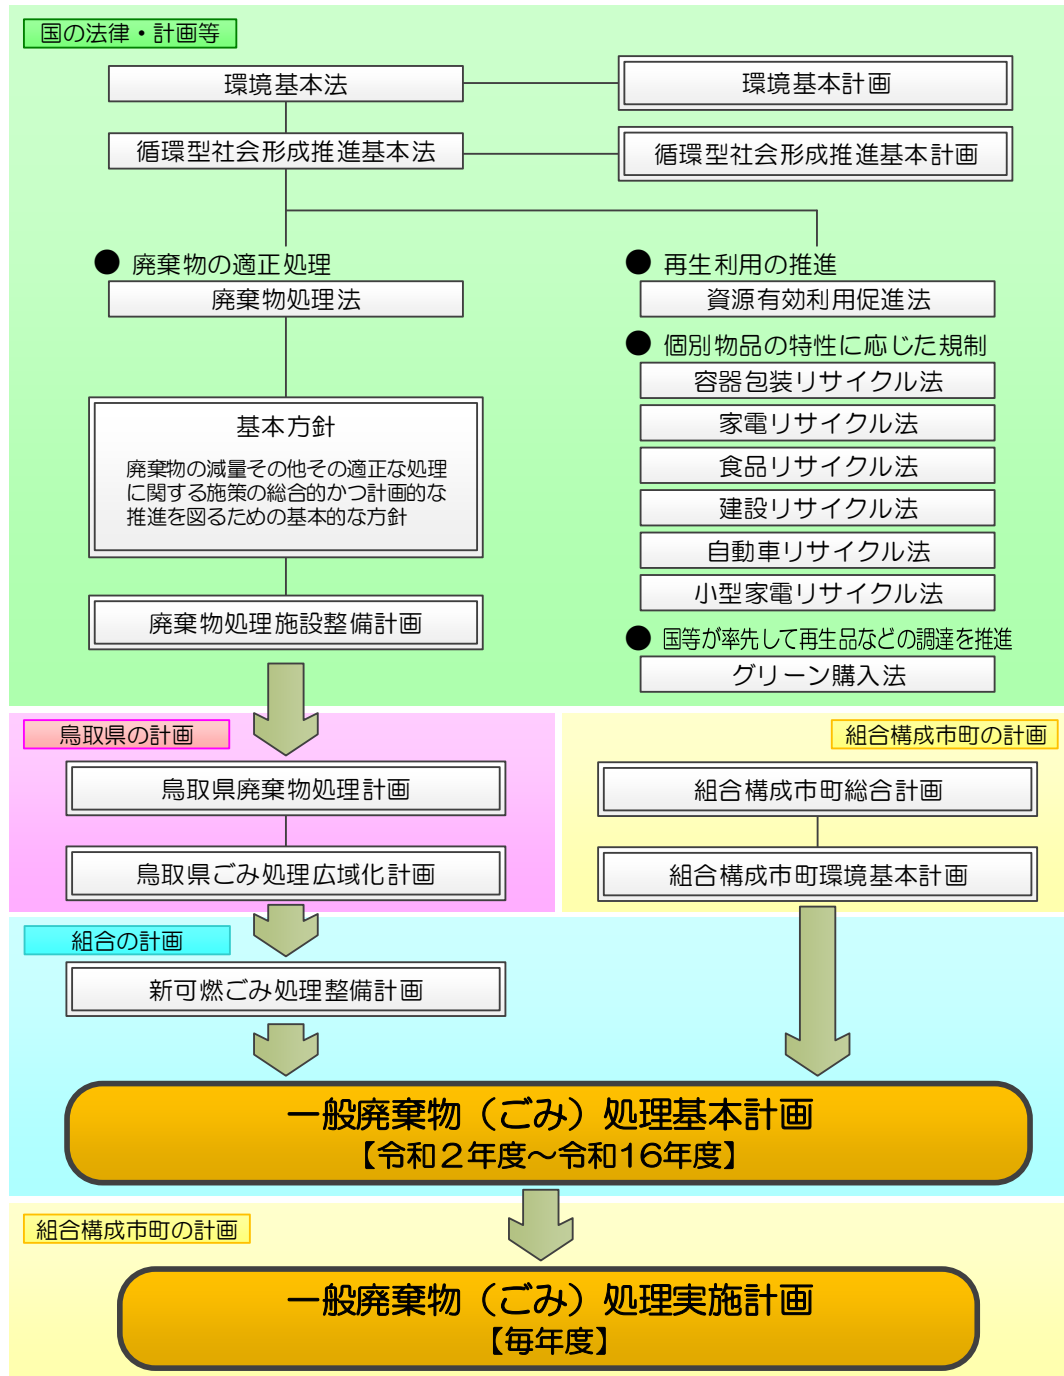 国の法律・計画等
環境基本法
環境基本計画
循環型社会形成推進基本法
循環型社会形成推進基本計画
● 廃棄物の適正処理
廃棄物処理法
基本方針
廃棄物の減量その他その適正な処理
に関する施策の総合的かつ計画的な
推進を図るための基本的な方針
廃棄物処理施設整備計画
● 再生利用の推進
資源有効利用促進法
● 個別物品の特性に応じた規制
容器包装リサイクル法
家電リサイクル法
食品リサイクル法
建設リサイクル法
自動車リサイクル法
小型家電リサイクル法
● 国等が率先して再生品などの調達を推進
グリーン購入法
鳥取県の計画
鳥取県廃棄物処理計画
鳥取県ごみ処理広域化計画
組合構成市町の計画
組合構成市町総合計画
組合構成市町環境基本計画
組合の計画
新可燃ごみ処理整備計画
一般廃棄物（ごみ）処理基本計画
【令和２年度～令和16年度】
組合構成市町の計画
一般廃棄物（ごみ）処理実施計画
【毎年度】